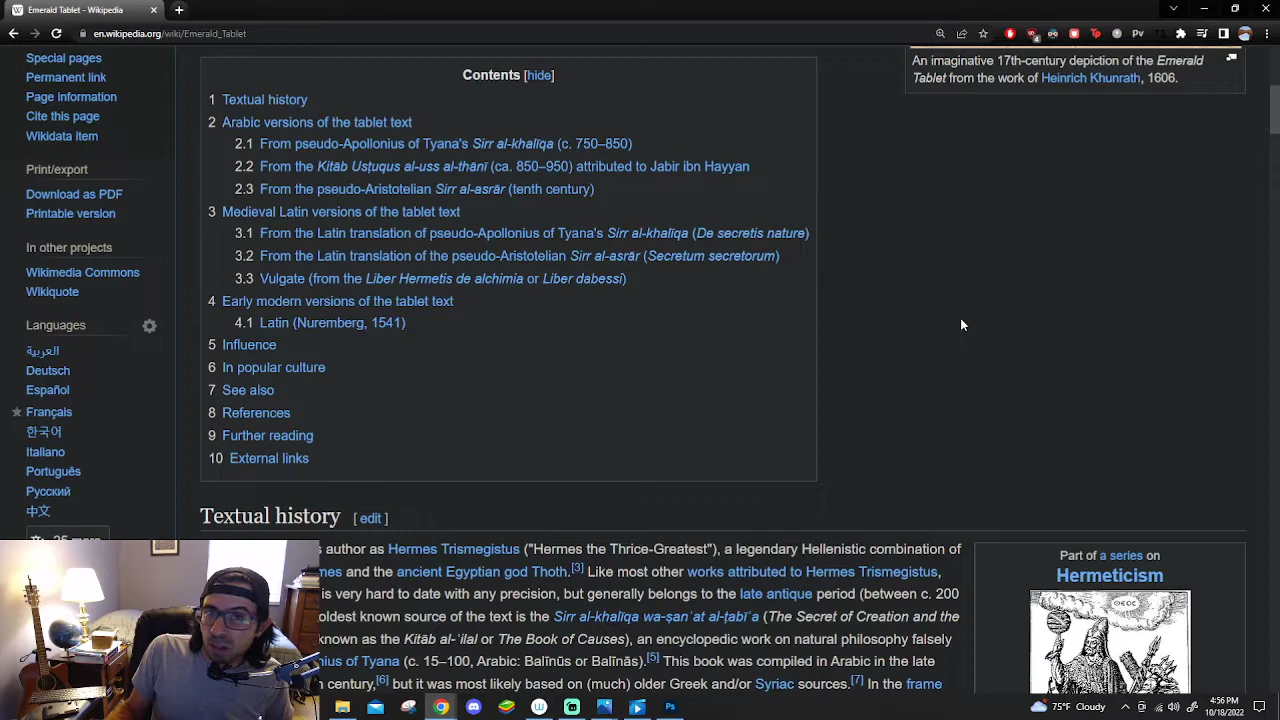 Emerald Tablet - Wikipedia
en.wikipedia.org/wiki/Emerald_Tablet
Special pages
Permanent link
Page information
Cite this page
Wikidata item
Print/export
Download as PDF
Printable version
In other projects
Wikimedia Commons
Wikiquote
Languages
العربية
Deutsch
Español
Français
한국어
Italiano
Português
Русский
中文
Contents [hide]
1 Textual history
2 Arabic versions of the tablet text
2.1 From pseudo-Apollonius of Tyana's Sirr al-khalīqa (c. 750–850)
2.2 From the Kitāb Usṭuqus al-uss al-thānī (ca. 850–950) attributed to Jabir ibn Hayyan
2.3 From the pseudo-Aristotelian Sirr al-asrār (tenth century)
3 Medieval Latin versions of the tablet text
3.1 From the Latin translation of pseudo-Apollonius of Tyana's Sirr al-khalīqa (De secretis nature)
3.2 From the Latin translation of the pseudo-Aristotelian Sirr al-asrār (Secretum secretorum)
3.3 Vulgate (from the Liber Hermetis de alchimia or Liber dabessi)
4 Early modern versions of the tablet text
4.1 Latin (Nuremberg, 1541)
5 Influence
6 In popular culture
7 See also
8 References
9 Further reading
10 External links
An imaginative 17th-century depiction of the Emerald
Tablet from the work of Heinrich Khunrath, 1606.
Textual history [ edit ]
author as Hermes Trismegistus ("Hermes the Thrice-Greatest"), a legendary Hellenistic combination of
and the ancient Egyptian god Thoth.[3] Like most other works attributed to Hermes Trismegistus,
is very hard to date with any precision, but generally belongs to the late antique period (between c. 200
oldest known source of the text is the Sirr al-khalīqa wa-ṣanʿat al-ṭabīʿa (The Secret of Creation and the
known as the Kitāb al-ʿilal or The Book of Causes), an encyclopedic work on natural philosophy falsely
of Tyana (c. 15–100, Arabic: Balīnūs or Balīnās).[5] This book was compiled in Arabic in the late
century,[6] but it was most likely based on (much) older Greek and/or Syriac sources.[7] In the frame
Part of a series on
Hermeticism
75°F Cloudy
4:56 PM
10/18/2022